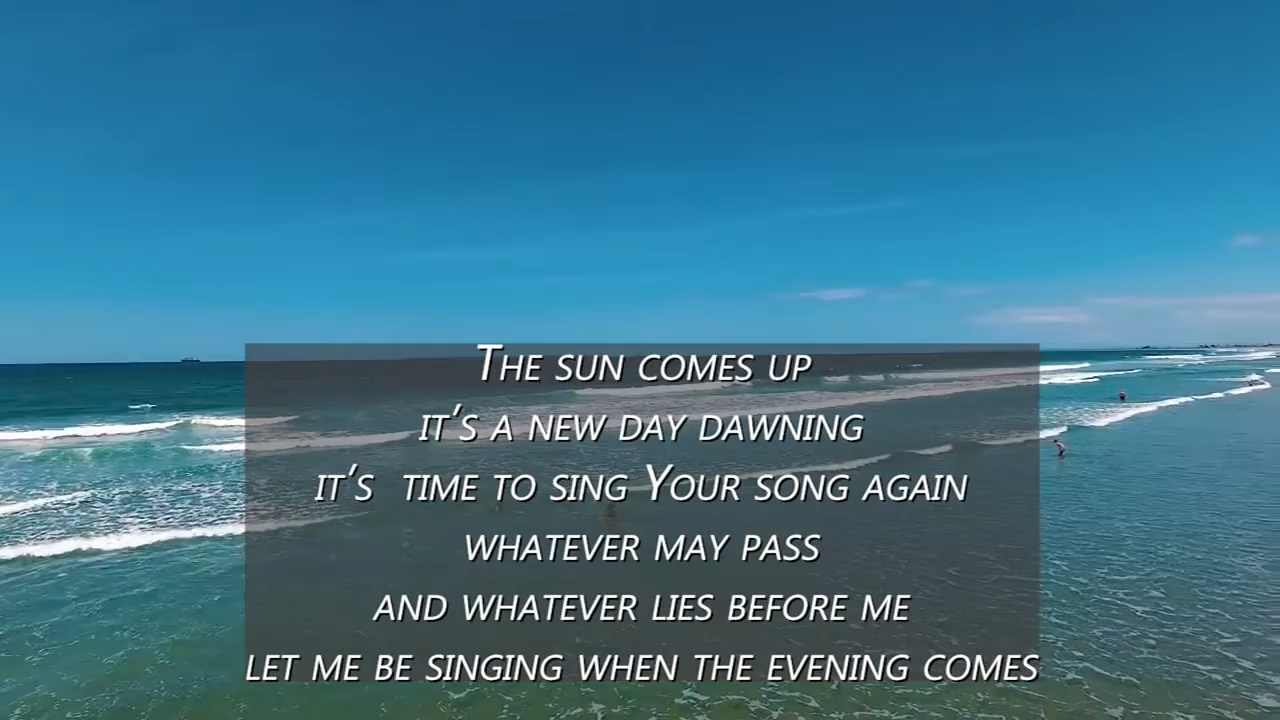 The sun comes up
it's a new day dawning
it's  time to sing Your song again
whatever may pass
and whatever lies before me
let me be singing when the evening comes